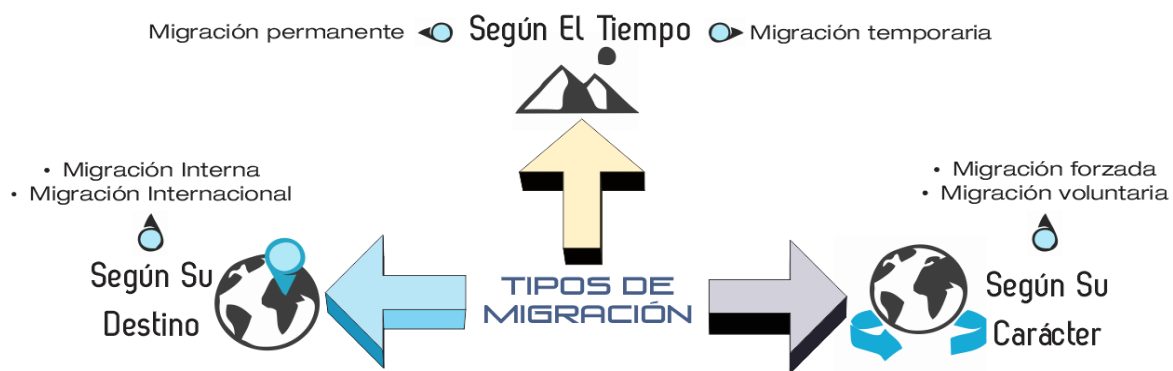 Migración permanente
Según El Tiempo
Migración temporaria
• Migración Interna
• Migración Internacional
Según Su
Destino
TIPOS DE
MIGRACIÓN
• Migración forzada
• Migración voluntaria
Según Su
Carácter